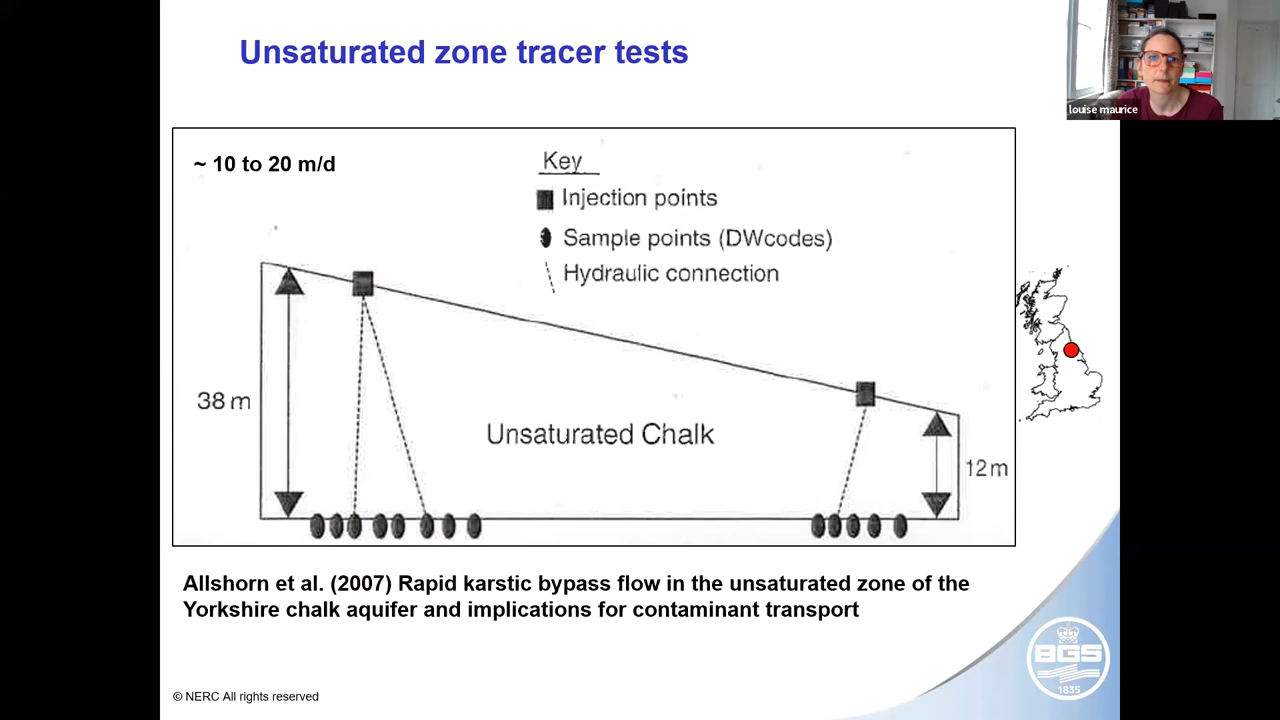 Unsaturated zone tracer tests
louise maurice
~ 10 to 20 m/d
Key
Injection points
Sample points (DWcodes)
Hydraulic connection
38 m
Unsaturated Chalk
12 m
Allshorn et al. (2007) Rapid karstic bypass flow in the unsaturated zone of the
Yorkshire chalk aquifer and implications for contaminant transport
BGS
1835
© NERC All rights reserved